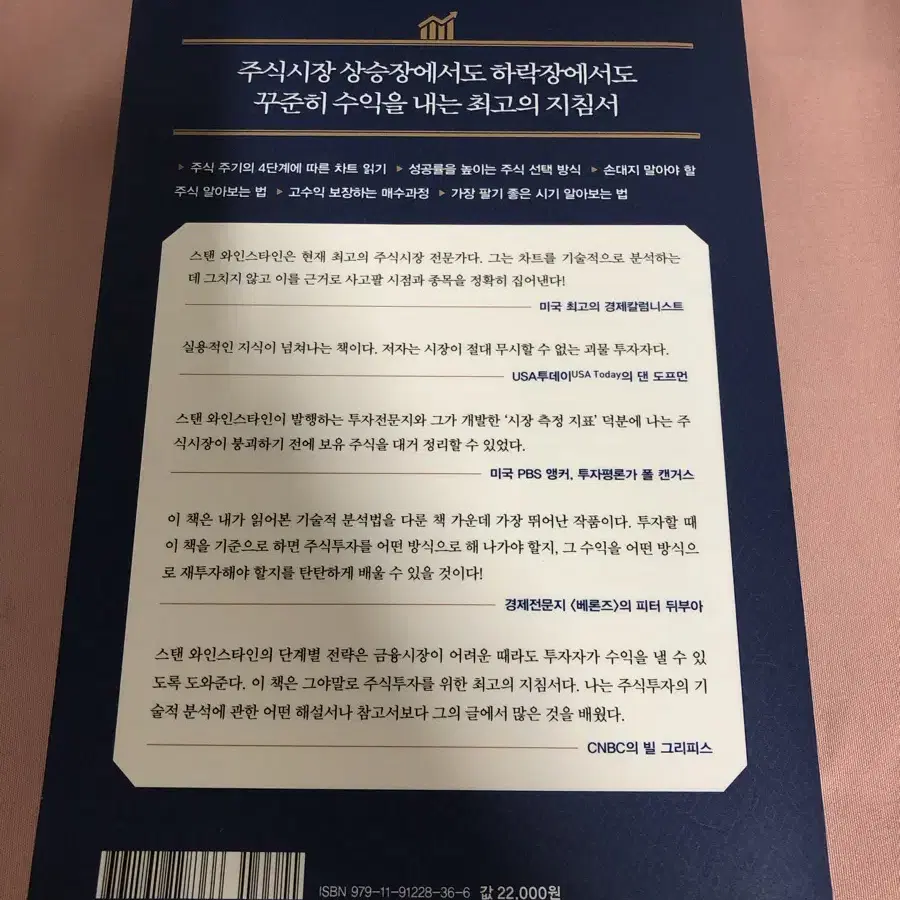 주식시장 상승장에서도 하락장에서도
꾸준히 수익을 내는 최고의 지침서
▶ 주식 주기의 4단계에 따른 차트 읽기 ▶ 성공률을 높이는 주식 선택 방식 ▶ 손대지 말아야 할
주식 알아보는 법 ▶ 고수익 보장하는 매수과정 ▶ 가장 팔기 좋은 시기 알아보는 법
스탠 와인스타인은 현재 최고의 주식시장 전문가다. 그는 차트를 기술적으로 분석하는
데 그치지 않고 이를 근거로 사고팔 시점과 종목을 정확히 집어낸다!
미국 최고의 경제칼럼니스트
실용적인 지식이 넘쳐나는 책이다. 저자는 시장이 절대 무시할 수 없는 괴물 투자자다.
USA투데이USA Today의 댄 도프먼
스탠 와인스타인이 발행하는 투자전문지와 그가 개발한 ‘시장 측정 지표’ 덕분에 나는 주
식시장이 붕괴하기 전에 보유 주식을 대거 정리할 수 있었다.
미국 PBS 앵커, 투자평론가 폴 캔거스
이 책은 내가 읽어본 기술적 분석법을 다룬 책 가운데 가장 뛰어난 작품이다. 투자할 때
이 책을 기준으로 하면 주식투자를 어떤 방식으로 해 나가야 할지, 그 수익을 어떤 방식으
로 재투자해야 할지를 탄탄하게 배울 수 있을 것이다!
경제전문지 〈베론즈〉의 피터 뒤부아
스탠 와인스타인의 단계별 전략은 금융시장이 어려운 때라도 투자자가 수익을 낼 수 있
도록 도와준다. 이 책은 그야말로 주식투자를 위한 최고의 지침서다. 나는 주식투자의 기
술적 분석에 관한 어떤 해설서나 참고서보다 그의 글에서 많은 것을 배웠다.
CNBC의 빌 그리피스
ISBN 979-11-91228-36-6 값 22,000원